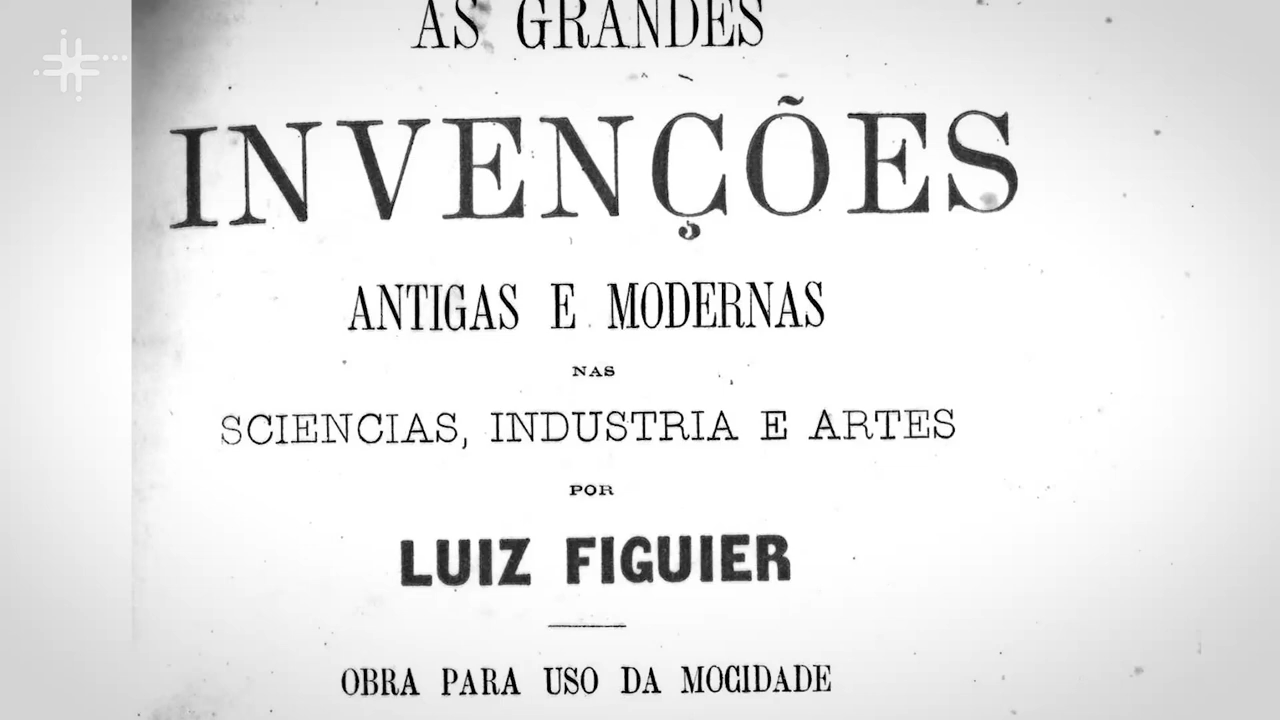 AS GRANDES
INVENÇÕES
ANTIGAS E MODERNAS
NAS
SCIENCIAS, INDUSTRIA E ARTES
POR
LUIZ FIGUIER
OBRA PARA USO DA MOCIDADE